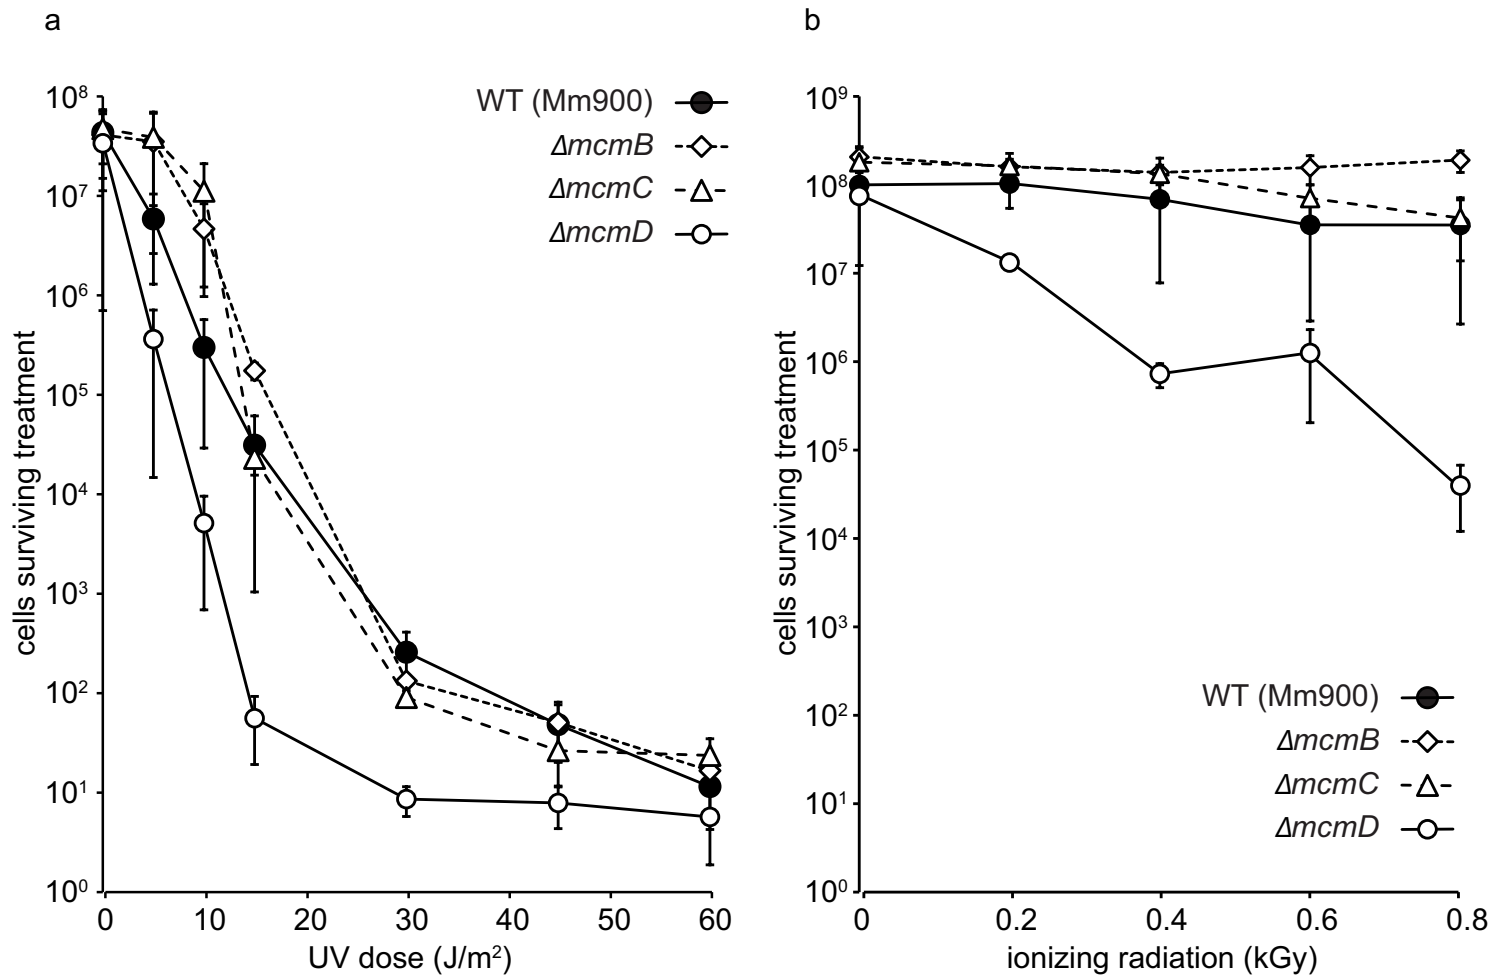 a
cells surviving treatment
10⁸
10⁷
10⁶
10⁵
10⁴
10³
10²
10¹
10⁰
0 10 20 30 40 50 60
UV dose (J/m²)
WT (Mm900)
ΔmcmB
ΔmcmC
ΔmcmD
b
cells surviving treatment
10⁹
10⁸
10⁷
10⁶
10⁵
10⁴
10³
10²
10¹
10⁰
0 0.2 0.4 0.6 0.8
ionizing radiation (kGy)
WT (Mm900)
ΔmcmB
ΔmcmC
ΔmcmD